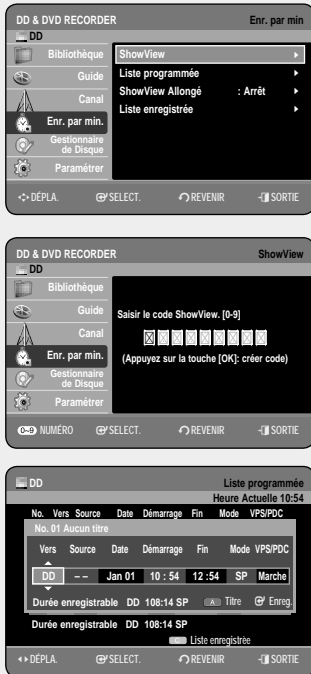 DD & DVD RECORDER Enr. par min
DD
Bibliothèque ShowView
Guide Liste programmée
Canal ShowView Allongé : Arrêt
Enr. par min. Liste enregistrée
Gestionnaire
de Disque
Paramétrer
DÉPLA. SELECT. REVENIR SORTIE
DD & DVD RECORDER ShowView
DD
Bibliothèque
Guide Saisir le code ShowView. [0-9]
Canal X X X X X X X X X
Enr. par min. (Appuyez sur la touche [OK]: créer code)
Gestionnaire
de Disque
Paramétrer
0~9 NUMÉRO SELECT. REVENIR SORTIE
DD Liste programmée
Heure Actuelle 10:54
No. Vers Source Date Démarrage Fin Mode VPS/PDC
No. 01 Aucun titre
Vers Source Date Démarrage Fin Mode VPS/PDC
DD – – Jan 01 10 : 54 12 :54 SP Marche
Durée enregistrable DD 108:14 SP A Titre Enreg.
Durée enregistrable DD 108:14 SP
C Liste enregistrée
DÉPLA. SELECT. REVENIR SORTIE